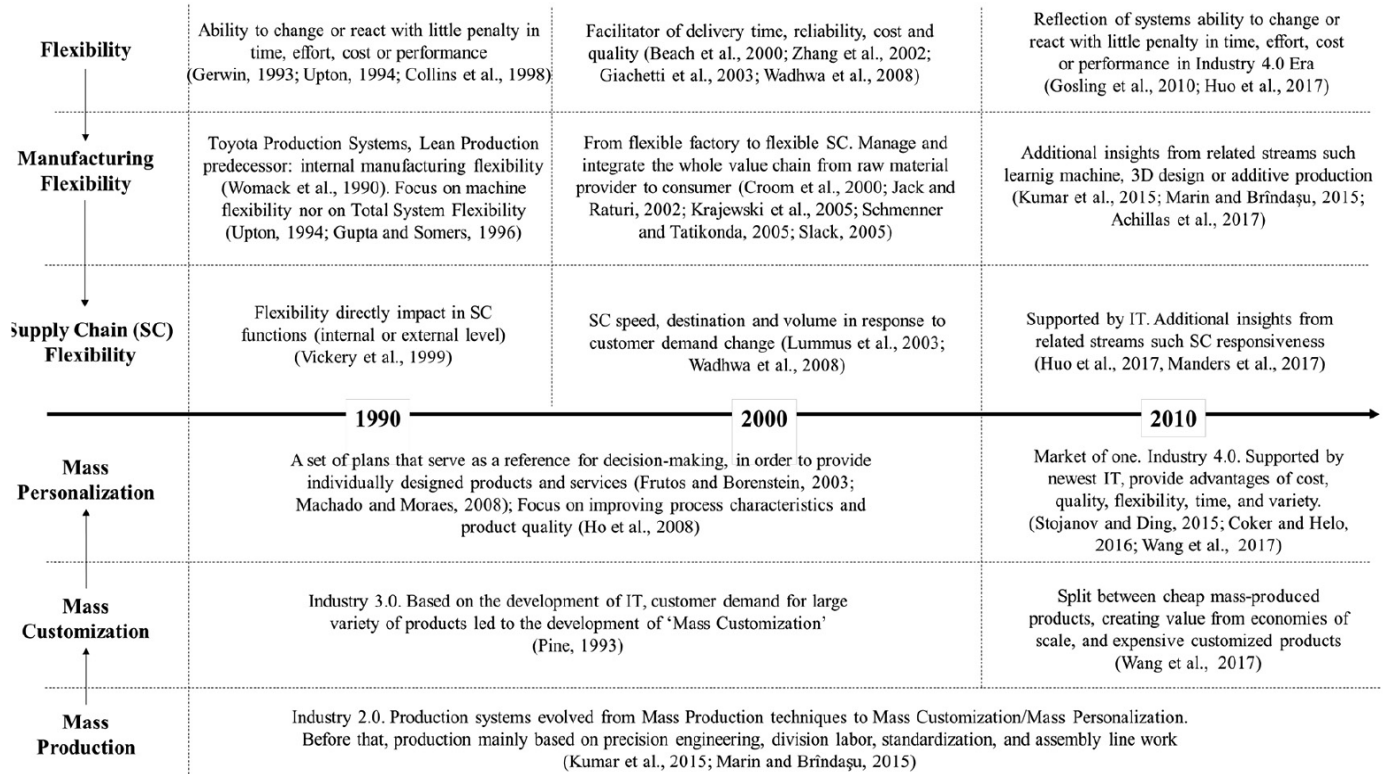 Flexibility
Ability to change or react with little penalty in
time, effort, cost or performance
(Gerwin, 1993; Upton, 1994; Collins et al., 1998)
Facilitator of delivery time, reliability, cost and
quality (Beach et al., 2000; Zhang et al., 2002;
Giachetti et al., 2003; Wadhwa et al., 2008)
Reflection of systems ability to change or
react with little penalty in time, effort, cost
or performance in Industry 4.0 Era
(Gosling et al., 2010; Huo et al., 2017)
Manufacturing
Flexibility
Toyota Production Systems, Lean Production
predecessor: internal manufacturing flexibility
(Womack et al., 1990). Focus on machine
flexibility nor on Total System Flexibility
(Upton, 1994; Gupta and Somers, 1996)
From flexible factory to flexible SC. Manage and
integrate the whole value chain from raw material
provider to consumer (Croom et al., 2000; Jack and
Raturi, 2002; Krajewski et al., 2005; Schmenner
and Tatikonda, 2005; Slack, 2005)
Additional insights from related streams such
learnig machine, 3D design or additive production
(Kumar et al., 2015; Marin and Brîndaşu, 2015;
Achillas et al., 2017)
Supply Chain (SC)
Flexibility
Flexibility directly impact in SC
functions (internal or external level)
(Vickery et al., 1999)
SC speed, destination and volume in response to
customer demand change (Lummus et al., 2003;
Wadhwa et al., 2008)
Supported by IT. Additional insights from
related streams such SC responsiveness
(Huo et al., 2017, Manders et al., 2017)
1990
2000
2010
Mass
Personalization
A set of plans that serve as a reference for decision-making, in order to provide
individually designed products and services (Frutos and Borenstein, 2003;
Machado and Moraes, 2008); Focus on improving process characteristics and
product quality (Ho et al., 2008)
Market of one. Industry 4.0. Supported by
newest IT, provide advantages of cost,
quality, flexibility, time, and variety.
(Stojanov and Ding, 2015; Coker and Helo,
2016; Wang et al., 2017)
Mass
Customization
Industry 3.0. Based on the development of IT, customer demand for large
variety of products led to the development of ‘Mass Customization’
(Pine, 1993)
Split between cheap mass-produced
products, creating value from economies of
scale, and expensive customized products
(Wang et al., 2017)
Mass
Production
Industry 2.0. Production systems evolved from Mass Production techniques to Mass Customization/Mass Personalization.
Before that, production mainly based on precision engineering, division labor, standardization, and assembly line work
(Kumar et al., 2015; Marin and Brîndaşu, 2015)